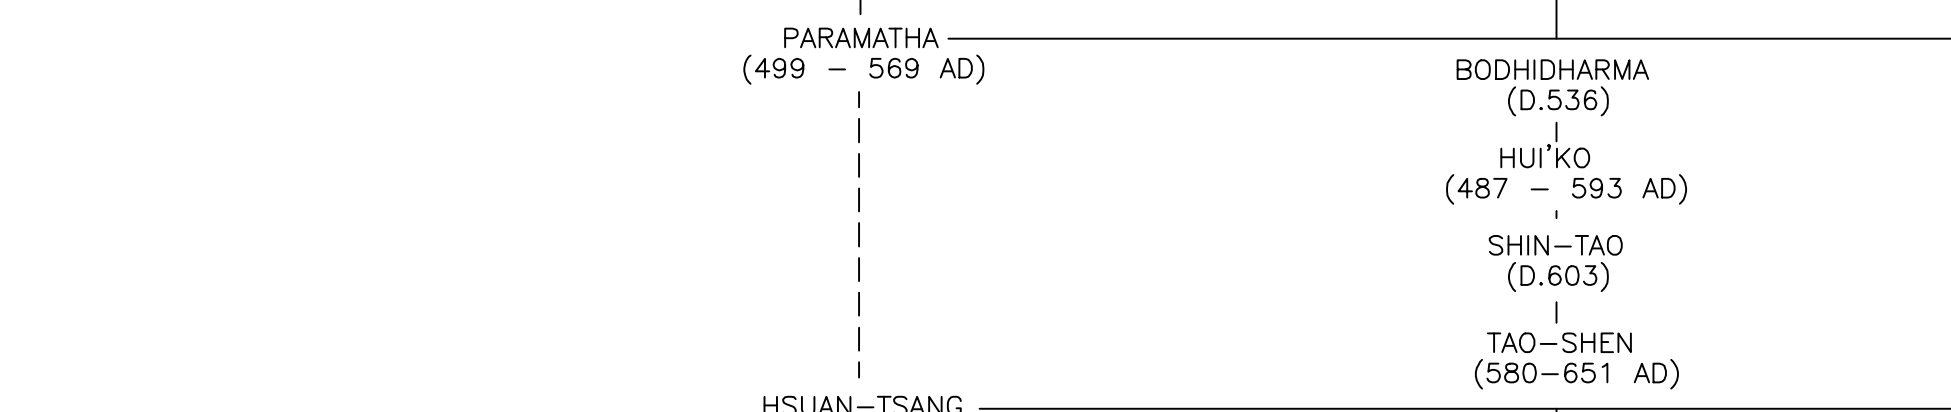 PARAMATHA
(499 – 569 AD)
BODHIDHARMA
(D.536)
HUI'KO
(487 – 593 AD)
SHIN–TAO
(D.603)
TAO–SHEN
(580–651 AD)
HSUAN–TSANG